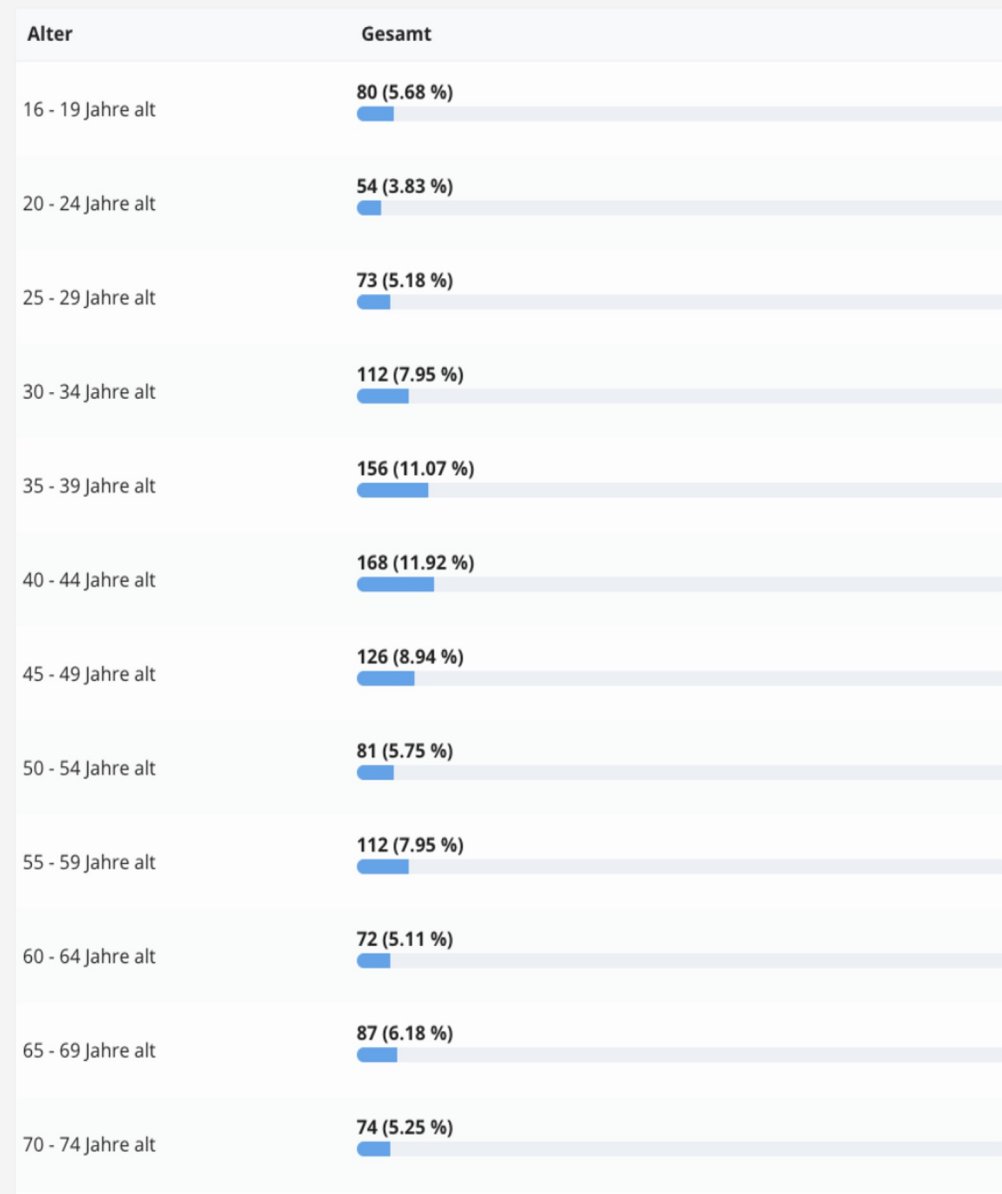 Alter Gesamt
16 - 19 Jahre alt 80 (5.68 %)
20 - 24 Jahre alt 54 (3.83 %)
25 - 29 Jahre alt 73 (5.18 %)
30 - 34 Jahre alt 112 (7.95 %)
35 - 39 Jahre alt 156 (11.07 %)
40 - 44 Jahre alt 168 (11.92 %)
45 - 49 Jahre alt 126 (8.94 %)
50 - 54 Jahre alt 81 (5.75 %)
55 - 59 Jahre alt 112 (7.95 %)
60 - 64 Jahre alt 72 (5.11 %)
65 - 69 Jahre alt 87 (6.18 %)
70 - 74 Jahre alt 74 (5.25 %)